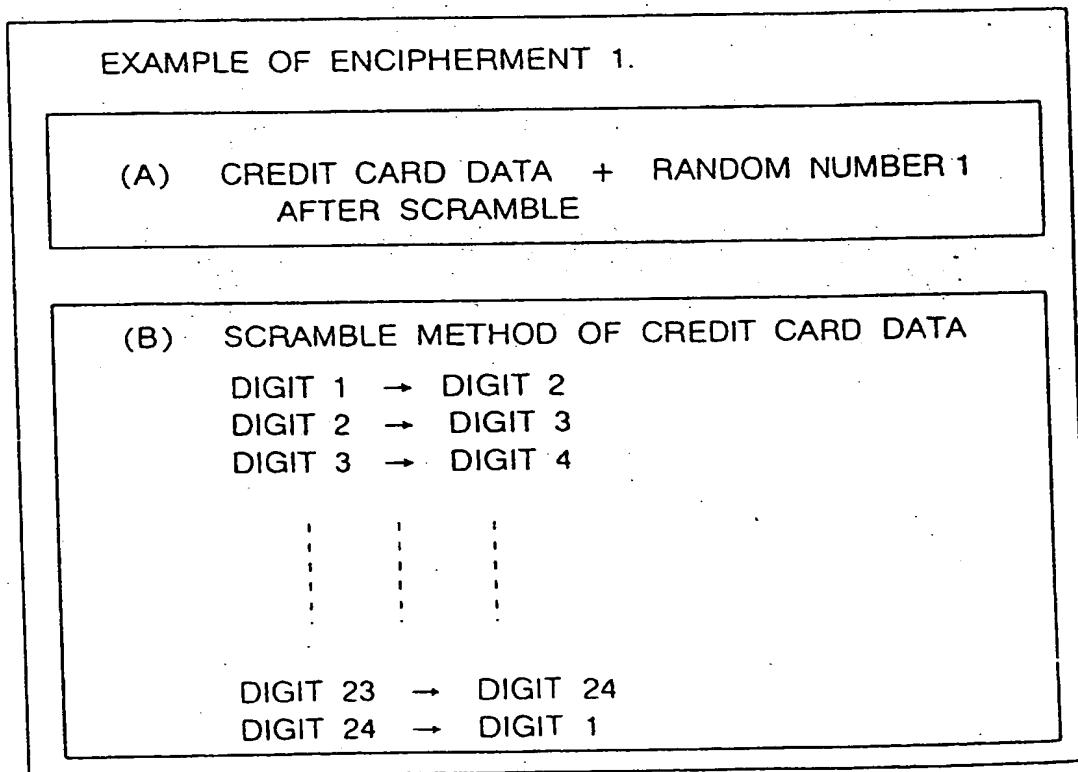 EXAMPLE OF ENCIPHERMENT 1.
(A) CREDIT CARD DATA + RANDOM NUMBER 1
AFTER SCRAMBLE
(B) SCRAMBLE METHOD OF CREDIT CARD DATA
DIGIT 1 → DIGIT 2
DIGIT 2 → DIGIT 3
DIGIT 3 → DIGIT 4
DIGIT 23 → DIGIT 24
DIGIT 24 → DIGIT 1